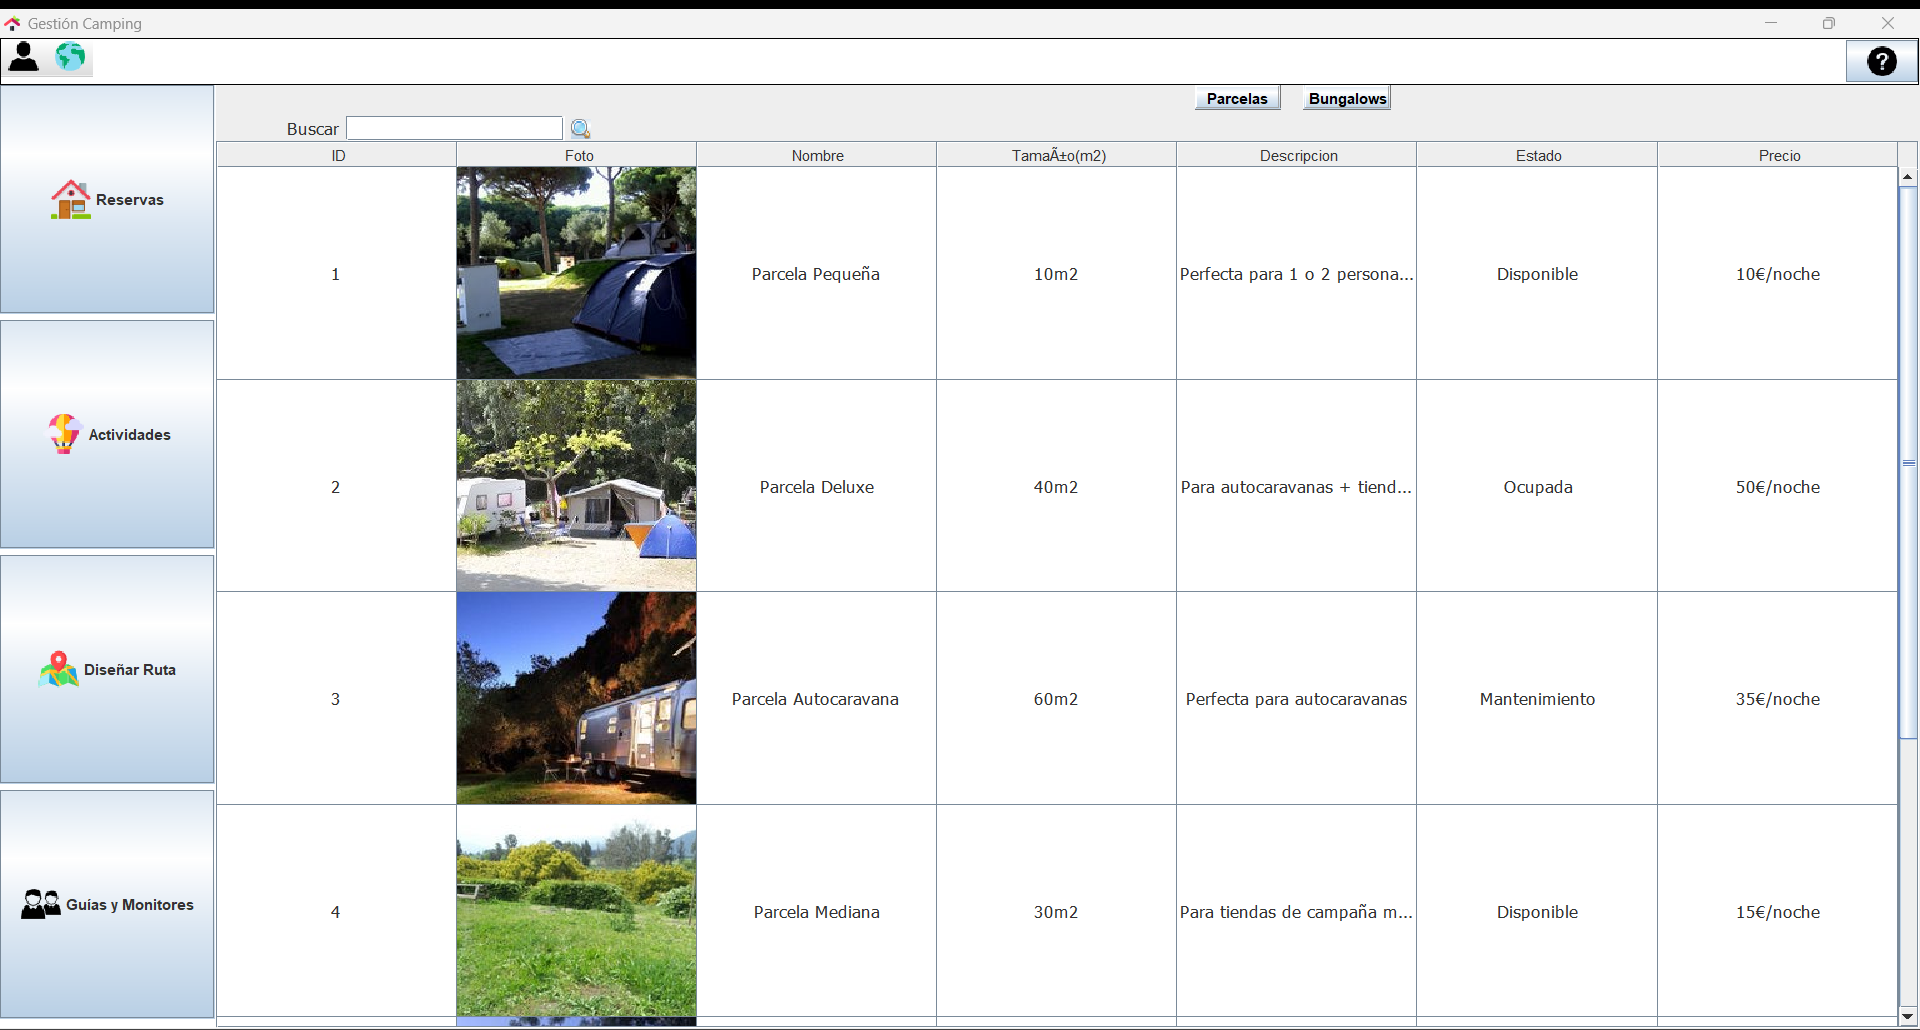 Gestión Camping
?
Parcelas Bungalows
Buscar
ID Foto Nombre TamaÃ±o(m2) Descripcion Estado Precio
Reservas
1 Parcela Pequeña 10m2 Perfecta para 1 o 2 persona... Disponible 10€/noche
Actividades
2 Parcela Deluxe 40m2 Para autocaravanas + tiend... Ocupada 50€/noche
Diseñar Ruta
3 Parcela Autocaravana 60m2 Perfecta para autocaravanas Mantenimiento 35€/noche
Guías y Monitores
4 Parcela Mediana 30m2 Para tiendas de campaña m... Disponible 15€/noche